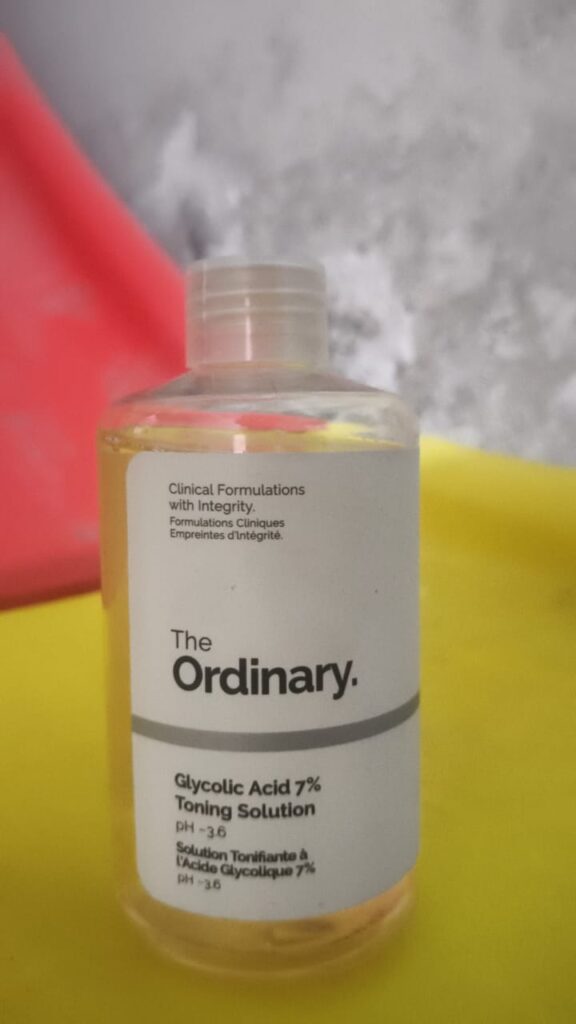 Clinical Formulations
with Integrity.
Formulations Cliniques
Empreintes d'Intégrité.
The
Ordinary.
Glycolic Acid 7%
Toning Solution
pH ~3.6
Solution Tonifiante à
l'Acide Glycolique 7%
pH ~3.6